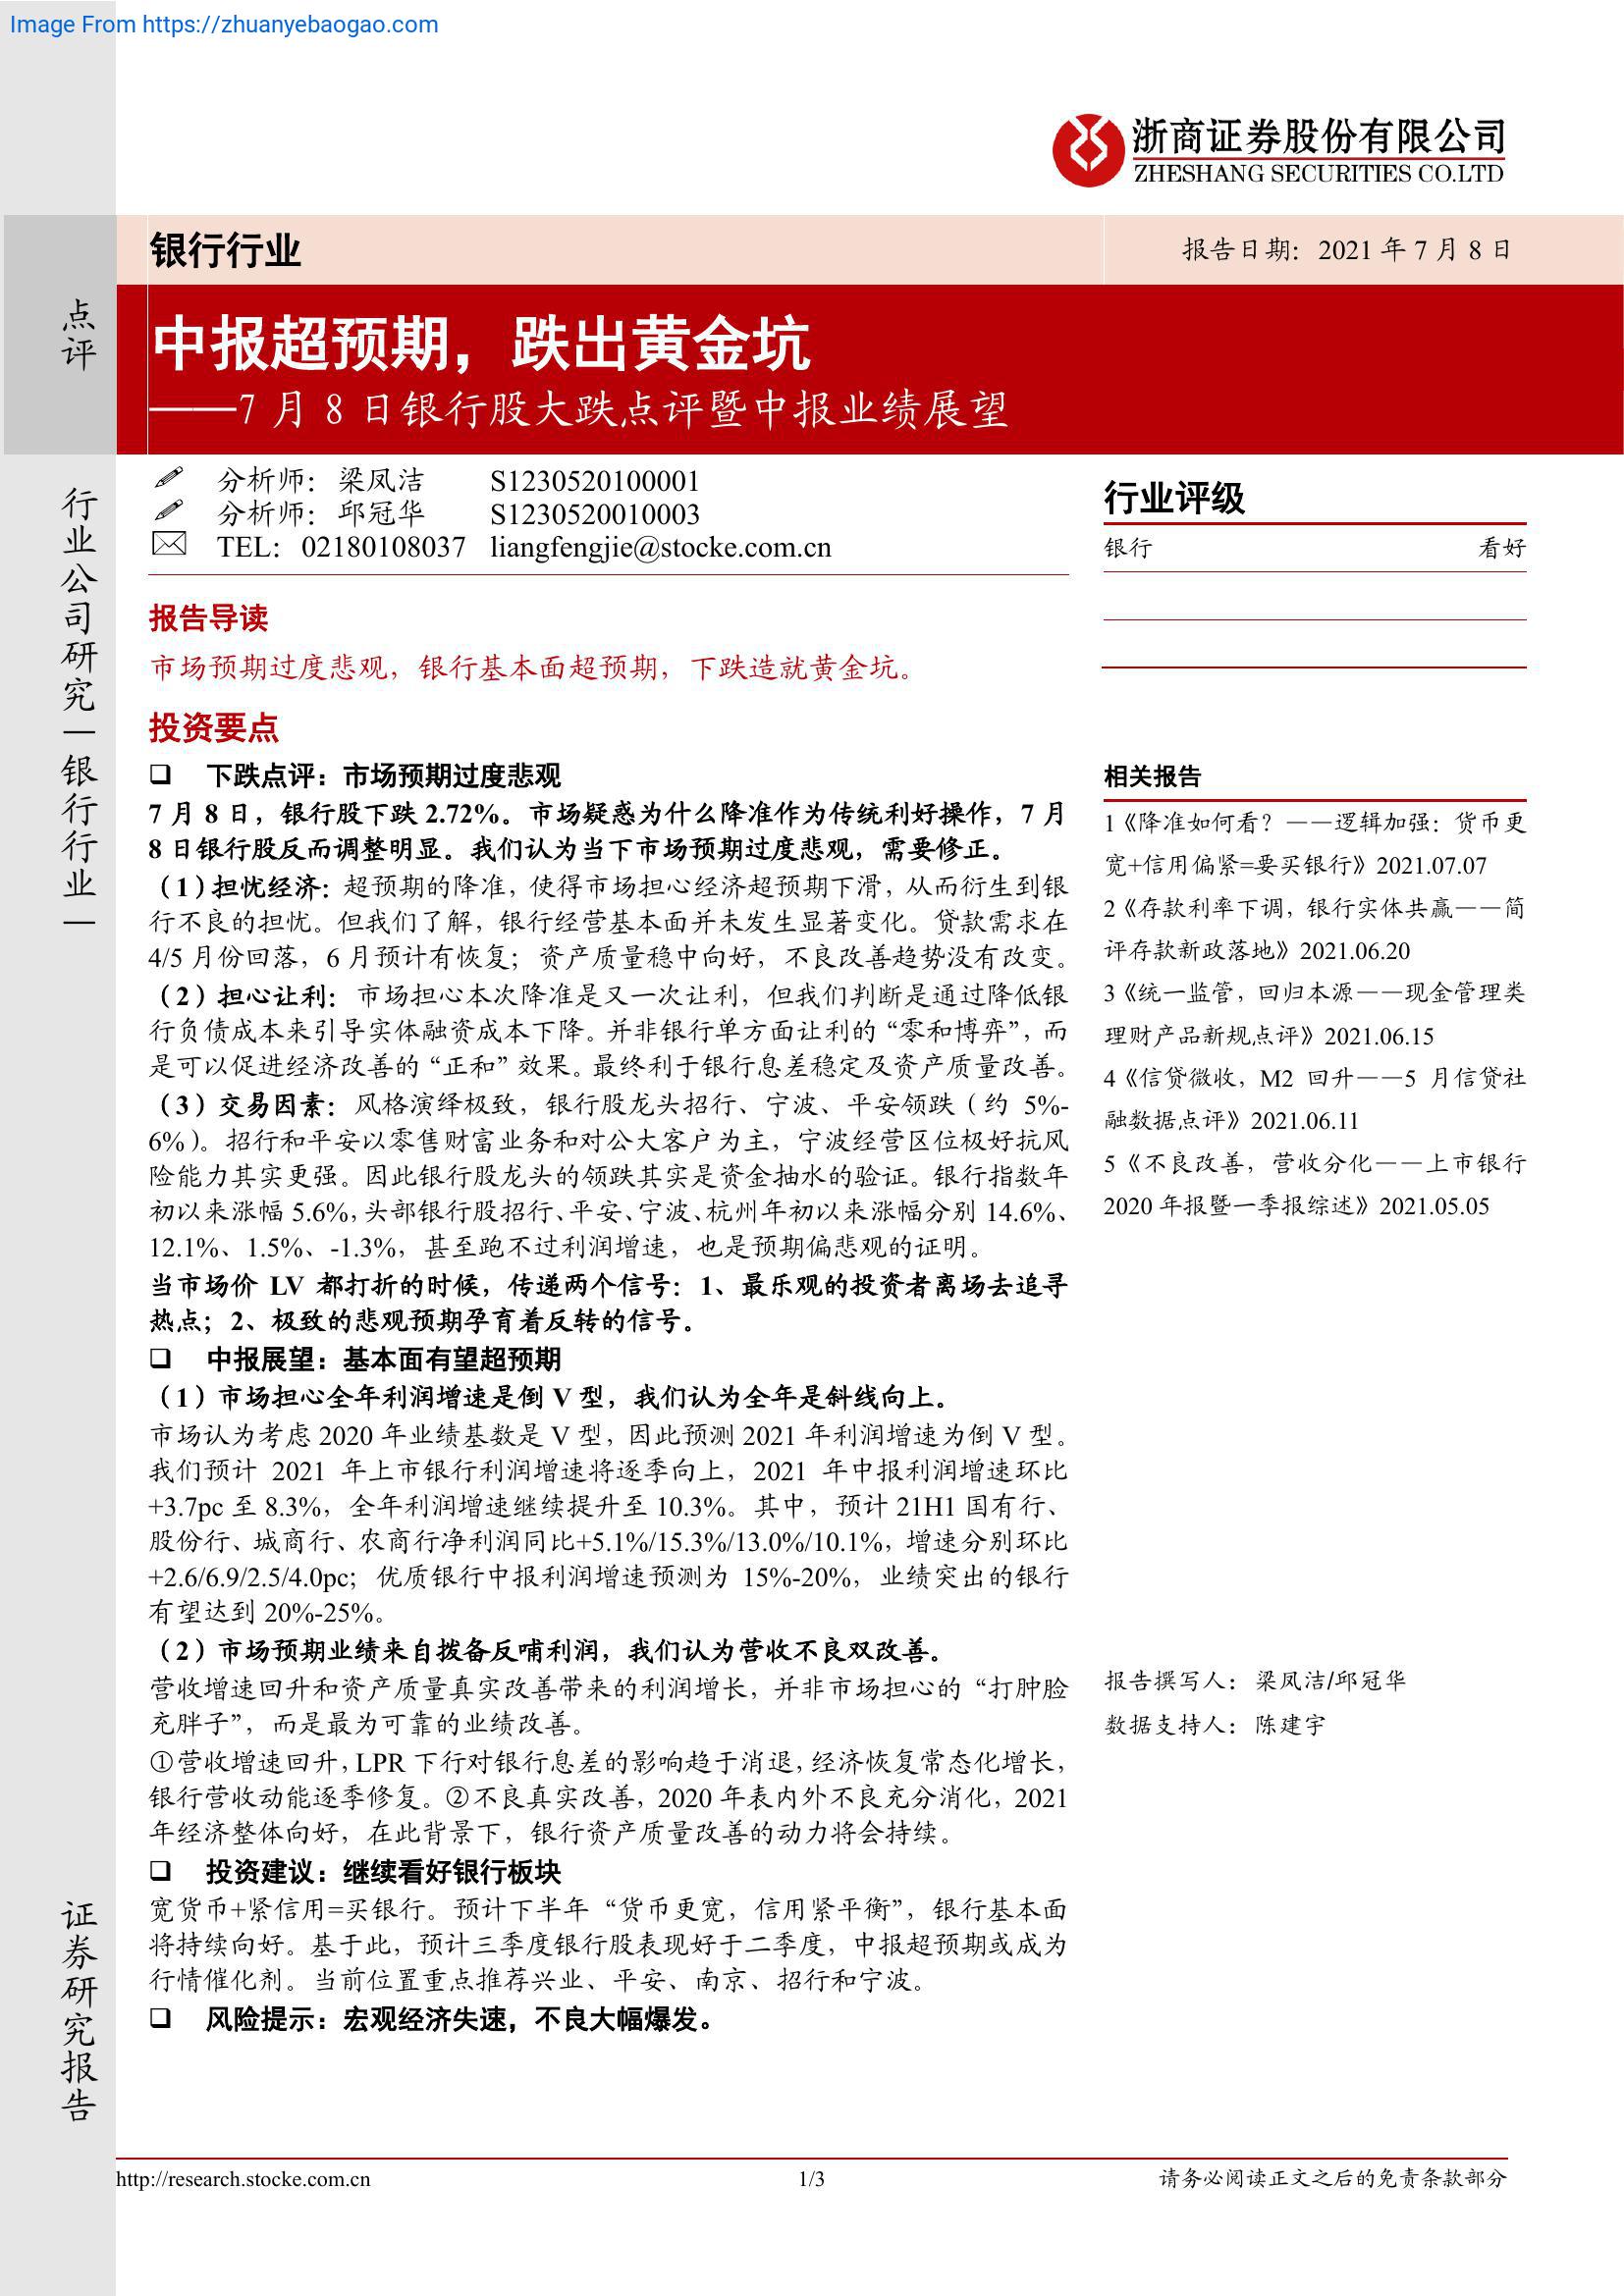 Image From https://zhuanyebaogao.com
浙商证券股份有限公司
ZHESHANG SECURITIES CO.LTD
银行行业
报告日期：2021 年 7 月 8 日
点评
中报超预期，跌出黄金坑
——7 月 8 日银行股大跌点评暨中报业绩展望
行业公司研究｜银行行业｜
分析师：梁凤洁 S1230520100001
分析师：邱冠华 S1230520010003
TEL：02180108037 liangfengjie@stocke.com.cn
报告导读
市场预期过度悲观，银行基本面超预期，下跌造就黄金坑。
投资要点
❑ 下跌点评：市场预期过度悲观
7 月 8 日，银行股下跌 2.72%。市场疑惑为什么降准作为传统利好操作，7 月
8 日银行股反而调整明显。我们认为当下市场预期过度悲观，需要修正。
（1）担忧经济：超预期的降准，使得市场担心经济超预期下滑，从而衍生到银
行不良的担忧。但我们了解，银行经营基本面并未发生显著变化。贷款需求在
4/5 月份回落，6 月预计有恢复；资产质量稳中向好，不良改善趋势没有改变。
（2）担心让利：市场担心本次降准是又一次让利，但我们判断是通过降低银
行负债成本来引导实体融资成本下降。并非银行单方面让利的“零和博弈”，而
是可以促进经济改善的“正和”效果。最终利于银行息差稳定及资产质量改善。
（3）交易因素：风格演绎极致，银行股龙头招行、宁波、平安领跌（约 5%-
6%）。招行和平安以零售财富业务和对公大客户为主，宁波经营区位极好抗风
险能力其实更强。因此银行股龙头的领跌其实是资金抽水的验证。银行指数年
初以来涨幅 5.6%，头部银行股招行、平安、宁波、杭州年初以来涨幅分别 14.6%、
12.1%、1.5%、-1.3%，甚至跑不过利润增速，也是预期偏悲观的证明。
当市场价 LV 都打折的时候，传递两个信号：1、最乐观的投资者离场去追寻
热点；2、极致的悲观预期孕育着反转的信号。
❑ 中报展望：基本面有望超预期
（1）市场担心全年利润增速是倒 V 型，我们认为全年是斜线向上。
市场认为考虑 2020 年业绩基数是 V 型，因此预测 2021 年利润增速为倒 V 型。
我们预计 2021 年上市银行利润增速将逐季向上，2021 年中报利润增速环比
+3.7pc 至 8.3%，全年利润增速继续提升至 10.3%。其中，预计 21H1 国有行、
股份行、城商行、农商行净利润同比+5.1%/15.3%/13.0%/10.1%，增速分别环比
+2.6/6.9/2.5/4.0pc；优质银行中报利润增速预测为 15%-20%，业绩突出的银行
有望达到 20%-25%。
（2）市场预期业绩来自拨备反哺利润，我们认为营收不良双改善。
营收增速回升和资产质量真实改善带来的利润增长，并非市场担心的“打肿脸
充胖子”，而是最为可靠的业绩改善。
①营收增速回升，LPR 下行对银行息差的影响趋于消退，经济恢复常态化增长，
银行营收动能逐季修复。②不良真实改善，2020 年表内外不良充分消化，2021
年经济整体向好，在此背景下，银行资产质量改善的动力将会持续。
❑ 投资建议：继续看好银行板块
宽货币+紧信用=买银行。预计下半年“货币更宽，信用紧平衡”，银行基本面
将持续向好。基于此，预计三季度银行股表现好于二季度，中报超预期或成为
行情催化剂。当前位置重点推荐兴业、平安、南京、招行和宁波。
❑ 风险提示：宏观经济失速，不良大幅爆发。
行业评级
银行 看好
相关报告
1《降准如何看？——逻辑加强：货币更
宽+信用偏紧=要买银行》2021.07.07
2《存款利率下调，银行实体共赢——简
评存款新政落地》2021.06.20
3《统一监管，回归本源——现金管理类
理财产品新规点评》2021.06.15
4《信贷微收，M2 回升——5 月信贷社
融数据点评》2021.06.11
5《不良改善，营收分化——上市银行
2020 年报暨一季报综述》2021.05.05
报告撰写人：梁凤洁/邱冠华
数据支持人：陈建宇
证券研究报告
http://research.stocke.com.cn
1/3
请务必阅读正文之后的免责条款部分